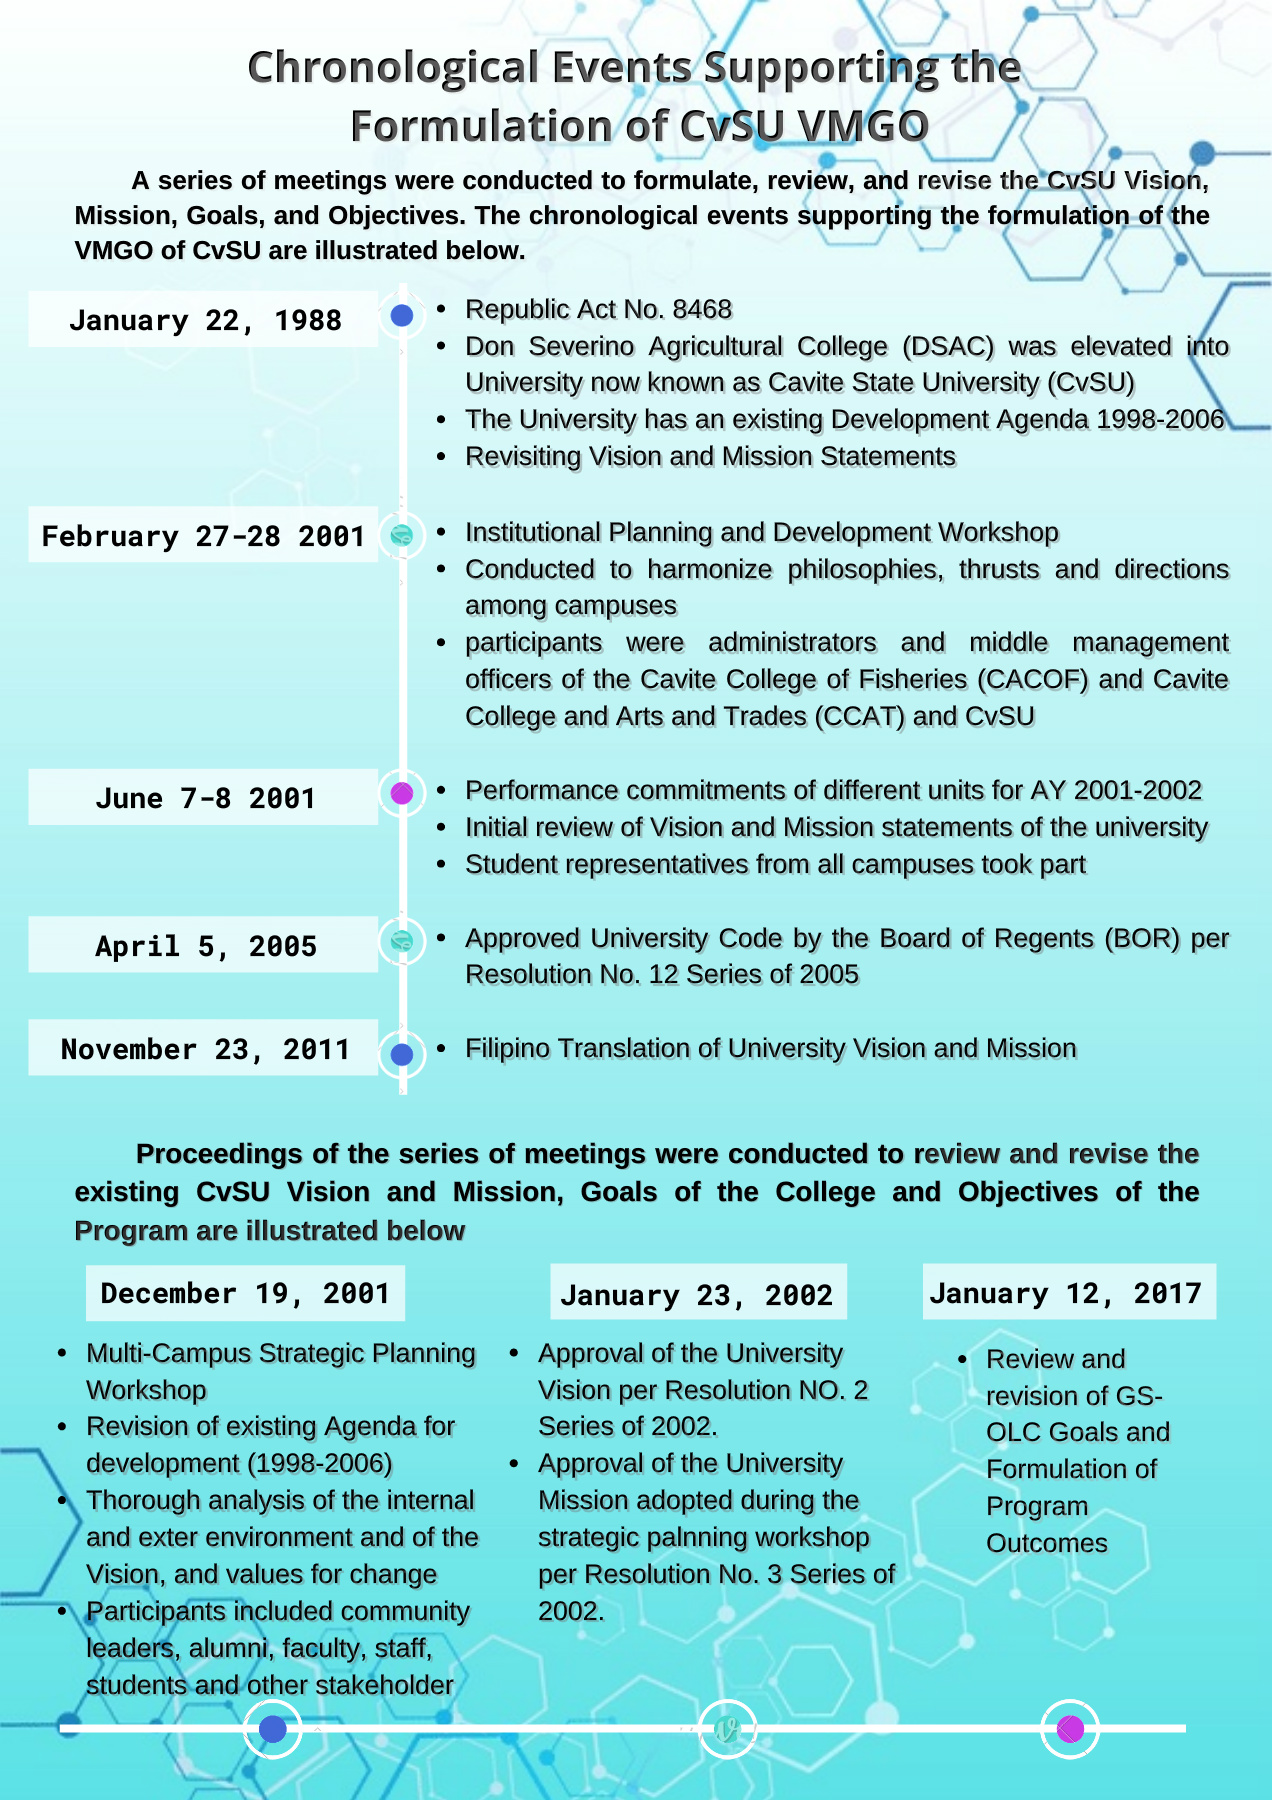 Chronological Events Supporting the
Formulation of CvSU VMGO
A series of meetings were conducted to formulate, review, and revise the CvSU Vision,
Mission, Goals, and Objectives. The chronological events supporting the formulation of the
VMGO of CvSU are illustrated below.
January 22, 1988
• Republic Act No. 8468
• Don Severino Agricultural College (DSAC) was elevated into
University now known as Cavite State University (CvSU)
• The University has an existing Development Agenda 1998-2006
• Revisiting Vision and Mission Statements
February 27-28 2001
• Institutional Planning and Development Workshop
• Conducted to harmonize philosophies, thrusts and directions
among campuses
• participants were administrators and middle management
officers of the Cavite College of Fisheries (CACOF) and Cavite
College and Arts and Trades (CCAT) and CvSU
June 7-8 2001
• Performance commitments of different units for AY 2001-2002
• Initial review of Vision and Mission statements of the university
• Student representatives from all campuses took part
April 5, 2005
• Approved University Code by the Board of Regents (BOR) per
Resolution No. 12 Series of 2005
November 23, 2011
• Filipino Translation of University Vision and Mission
Proceedings of the series of meetings were conducted to review and revise the
existing CvSU Vision and Mission, Goals of the College and Objectives of the
Program are illustrated below
December 19, 2001
• Multi-Campus Strategic Planning
Workshop
• Revision of existing Agenda for
development (1998-2006)
• Thorough analysis of the internal
and exter environment and of the
Vision, and values for change
• Participants included community
leaders, alumni, faculty, staff,
students and other stakeholder
January 23, 2002
• Approval of the University
Vision per Resolution NO. 2
Series of 2002.
• Approval of the University
Mission adopted during the
strategic palnning workshop
per Resolution No. 3 Series of
2002.
January 12, 2017
• Review and
revision of GS-
OLC Goals and
Formulation of
Program
Outcomes